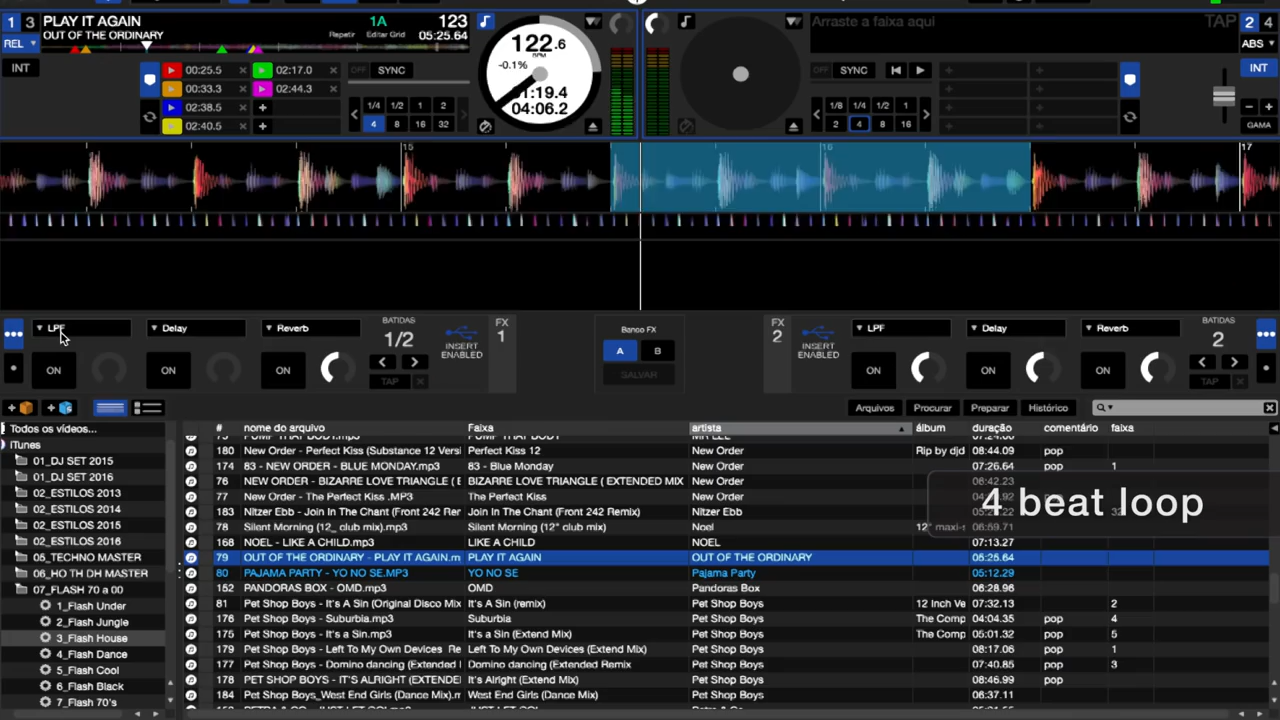 1 3 PLAY IT AGAIN 1A 123
REL OUT OF THE ORDINARY Repetir Editar Grid 05:25.64
INT
00:25.5 02:17.0
00:33.3 02:44.3
02:38.5
02:40.5
OFF SYNC
1/4 1/2 1 2
4 8 16 32
122.6
BPM
-0.1%
01:19.4
04:06.2
Arraste a faixa aqui
TAP 2 4
ABS
INT
OFF SYNC
1/8 1/4 1/2 1
2 4 8 16
GAMA
15 16 17
LPF Delay Reverb BATIDAS
1/2
ON ON ON TAP
INSERT
ENABLED
FX
1
Banco FX
A B
SALVAR
FX
2
INSERT
ENABLED
LPF Delay Reverb BATIDAS
2
ON ON ON TAP
Arquivos Procurar Preparar Histórico
Todos os vídeos...
iTunes
01_DJ SET 2015
01_DJ SET 2016
02_ESTILOS 2013
02_ESTILOS 2014
02_ESTILOS 2015
02_ESTILOS 2016
05_TECHNO MASTER
06_HO TH DH MASTER
07_FLASH 70 a 00
1_Flash Under
2_Flash Jungle
3_Flash House
4_Flash Dance
5_Flash Cool
6_Flash Black
7_Flash 70's
# nome do arquivo Faixa artista álbum duração comentário faixa
180 New Order - Perfect Kiss (Substance 12 Versi Perfect Kiss 12 New Order Rip by djd 08:44.09 pop
174 83 - NEW ORDER - BLUE MONDAY.mp3 83 - Blue Monday New Order 07:26.64 pop 1
76 NEW ORDER - BIZARRE LOVE TRIANGLE ( E BIZARRE LOVE TRIANGLE ( EXTENDED MIX New Order 06:42.23
77 New Order - The Perfect Kiss .MP3 The Perfect Kiss New Order
183 Nitzer Ebb - Join In The Chant (Front 242 Rer Join In The Chant (Front 242 Remix) Nitzer Ebb
78 Silent Morning (12_ club mix).mp3 Silent Morning (12" club mix) Noel 12" maxi-s 06:59.71
168 NOEL - LIKE A CHILD.mp3 LIKE A CHILD NOEL 07:13.27
79 OUT OF THE ORDINARY - PLAY IT AGAIN.m PLAY IT AGAIN OUT OF THE ORDINARY 05:25.64
80 PAJAMA PARTY - YO NO SE.MP3 YO NO SE Pajama Party 05:12.29
152 PANDORAS BOX - OMD.mp3 OMD Pandoras Box 06:28.96
81 Pet Shop Boys - It's A Sin (Original Disco Mix It's A Sin (remix) Pet Shop Boys 12 Inch Ve 07:32.13 2
176 Pet Shop Boys - Suburbia.mp3 Suburbia Pet Shop Boys The Comp 04:04.35 pop 4
175 Pet Shop Boys - It's a Sin.mp3 It's a Sin (Extend Mix) Pet Shop Boys The Comp 05:01.32 pop 5
179 Pet Shop Boys - Left To My Own Devices Re Left To My Own Devices (Extend Mix) Pet Shop Boys 08:17.06 pop 1
177 Pet Shop Boys - Domino dancing (Extended Domino dancing (Extended Remix Pet Shop Boys 07:40.85 pop 3
178 PET SHOP BOYS - IT'S ALRIGHT (EXTENDE It's Alright (Extend Mix) Pet Shop Boys 08:46.99 pop
184 Pet Shop Boys_West End Girls (Dance Mix).m West End Girls (Dance Mix) Pet Shop Boys 06:37.11
4 beat loop